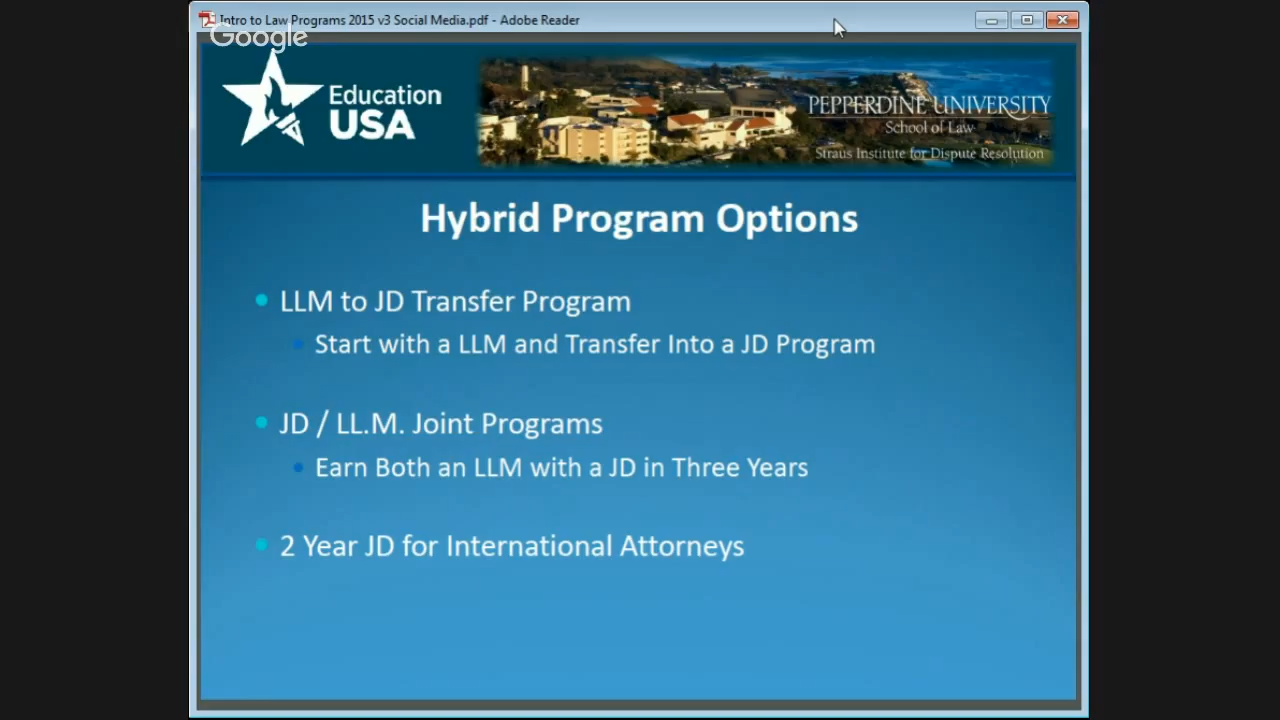 Intro to Law Programs 2015 v3 Social Media.pdf - Adobe Reader
Google
Education
USA
PEPPERDINE UNIVERSITY
School of Law
Straus Institute for Dispute Resolution
Hybrid Program Options
LLM to JD Transfer Program
Start with a LLM and Transfer Into a JD Program
JD / LL.M. Joint Programs
Earn Both an LLM with a JD in Three Years
2 Year JD for International Attorneys